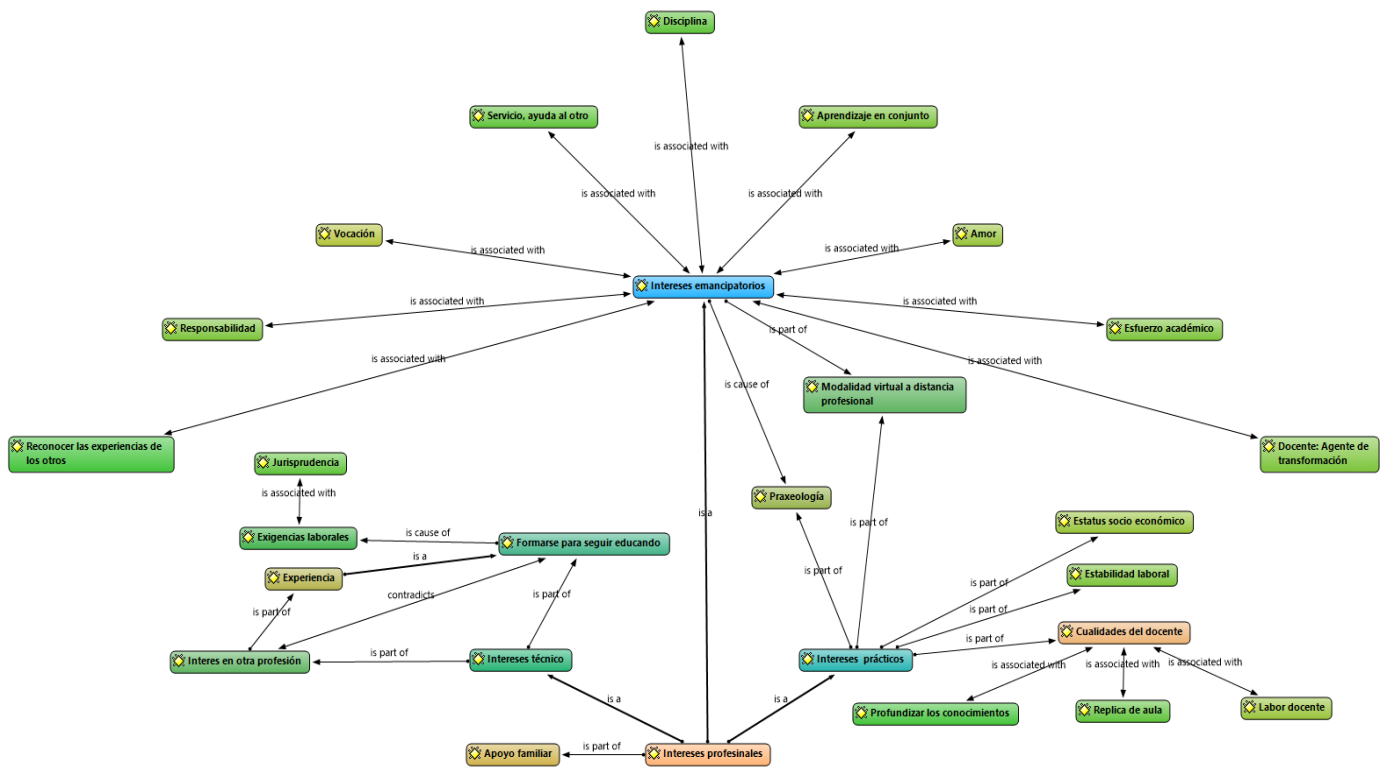 Disciplina
Servicio, ayuda al otro
Aprendizaje en conjunto
is associated with
is associated with
is associated with
Vocación
Amor
is associated with
is associated with
Intereses emancipatorios
is associated with
is associated with
Responsabilidad
is part of
Esfuerzo académico
is associated with
is associated with
is cause of
Modalidad virtual a distancia
profesional
Reconocer las experiencias de
los otros
Docente: Agente de
transformación
Jurisprudencia
is associated with
Praxeología
is a
is part of
Estatus socio económico
Exigencias laborales
is cause of
Formarse para seguir educando
is a
Experiencia
is part of
Estabilidad laboral
is part of
contradicts
is part of
is part of
is part of
Cualidades del docente
is part of
Interes en otra profesión
is part of
Intereses técnico
Intereses prácticos
is associated with
is associated with
is associated with
is a
is a
Profundizar los conocimientos
Replica de aula
Labor docente
Apoyo familiar
is part of
Intereses profesinales